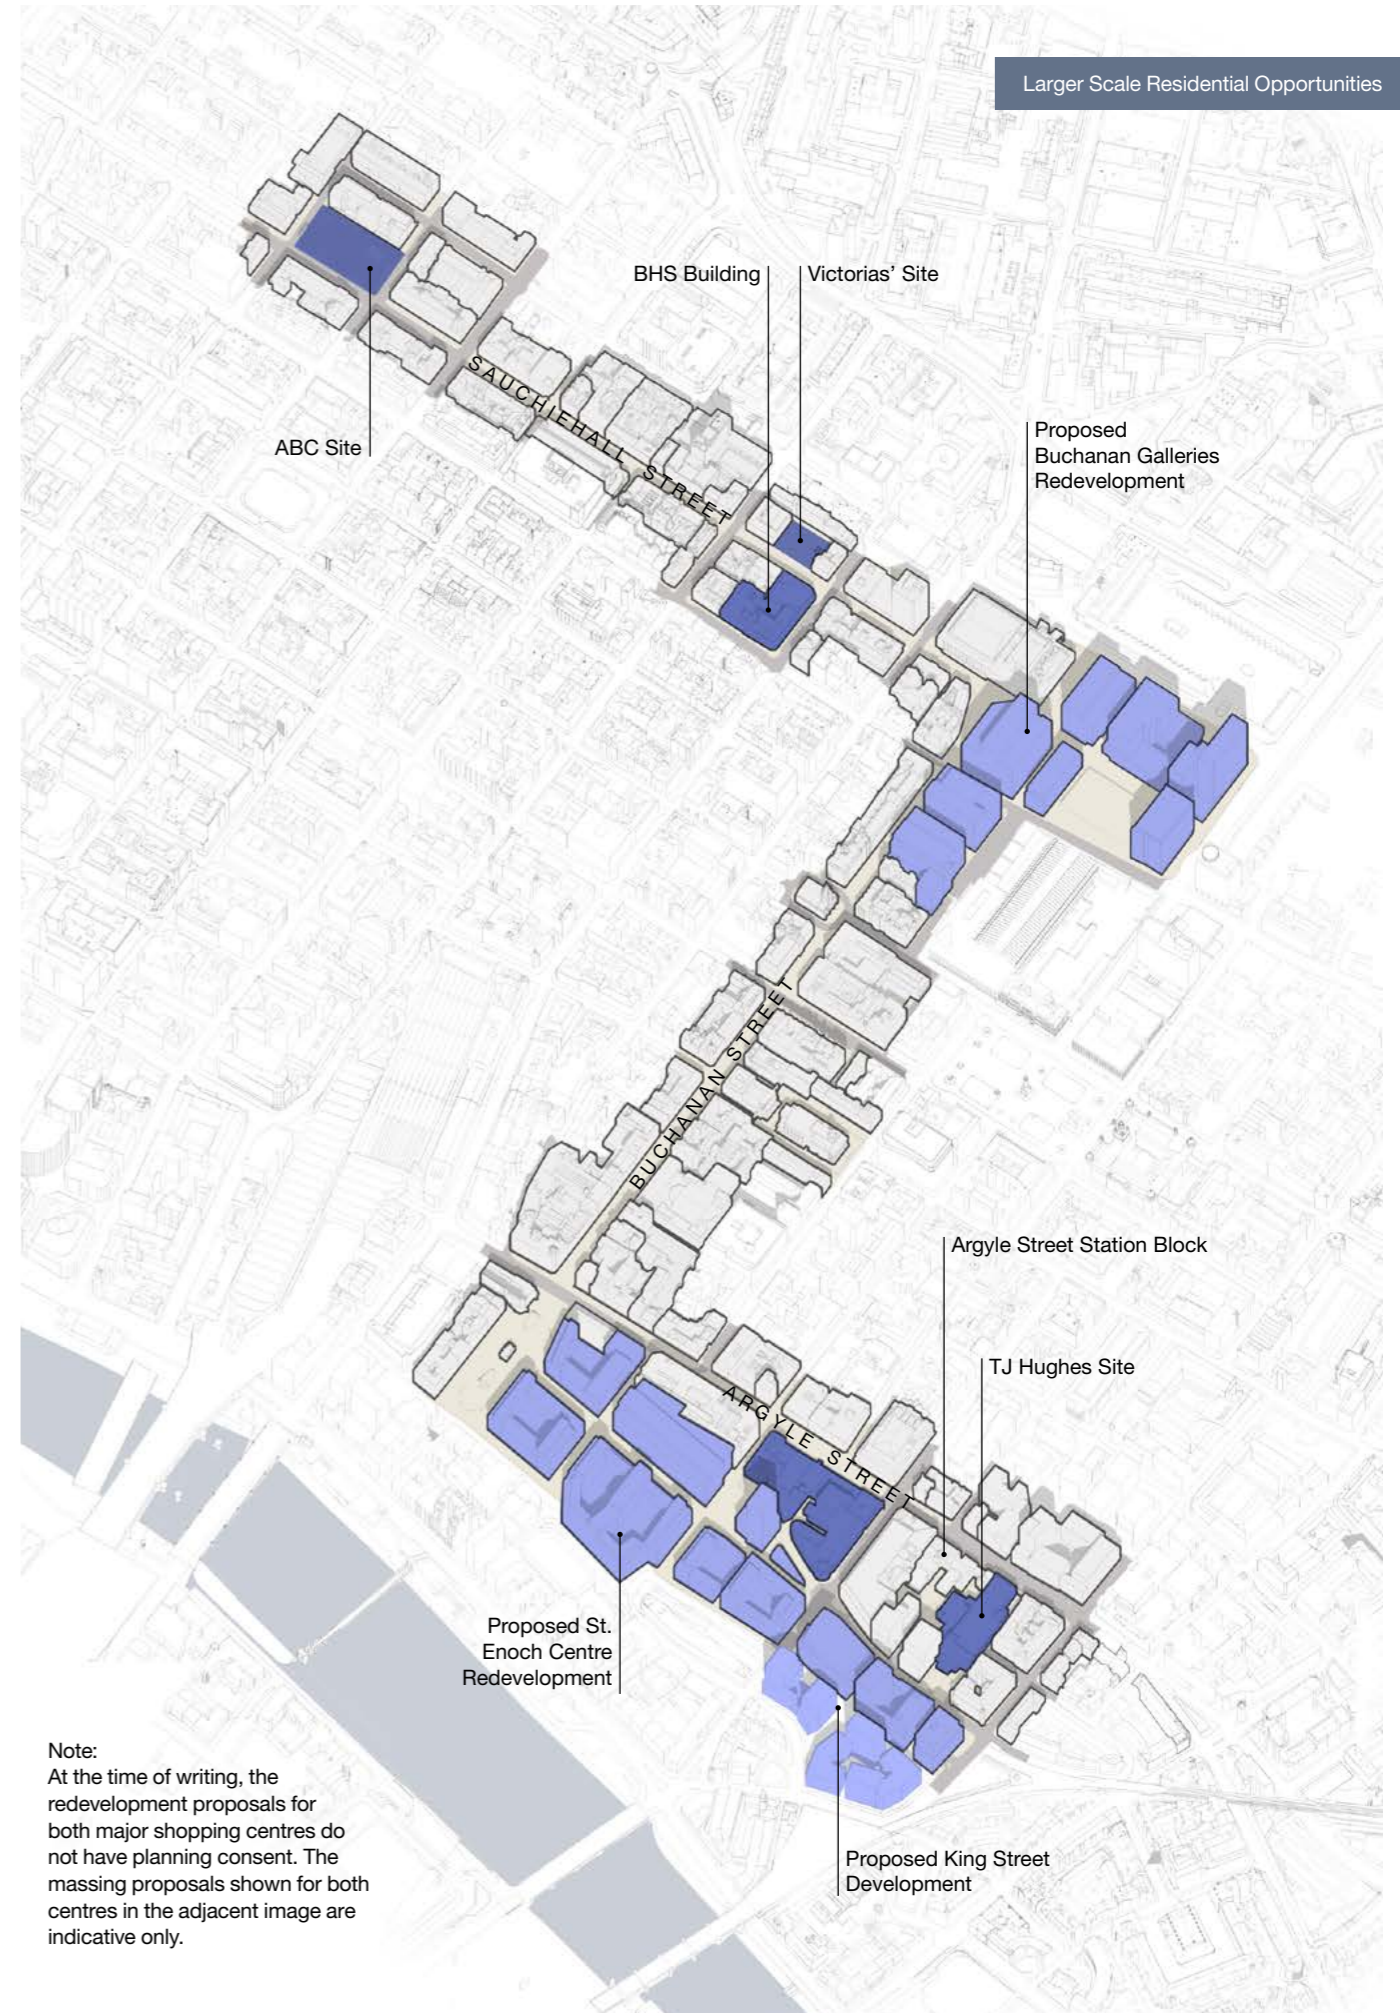 Larger Scale Residential Opportunities
BHS Building
Victorias' Site
ABC Site
SAUCHIEHALL STREET
Proposed
Buchanan Galleries
Redevelopment
BUCHANAN STREET
Argyle Street Station Block
TJ Hughes Site
ARGYLE STREET
Proposed St.
Enoch Centre
Redevelopment
Proposed King Street
Development
Note:
At the time of writing, the
redevelopment proposals for
both major shopping centres do
not have planning consent. The
massing proposals shown for both
centres in the adjacent image are
indicative only.